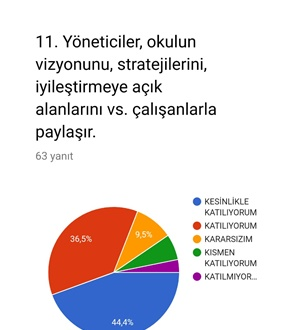 11. Yöneticiler, okulun
vizyonunu, stratejilerini,
iyileştirmeye açık
alanlarını vs. çalışanlarla
paylaşır.
63 yanıt
KESİNLİKLE
KATILIYORUM
KATILIYORUM
KARARSIZIM
KISMEN
KATILIYORUM
KATILMIYOR...
36,5%
9,5%
44,4%